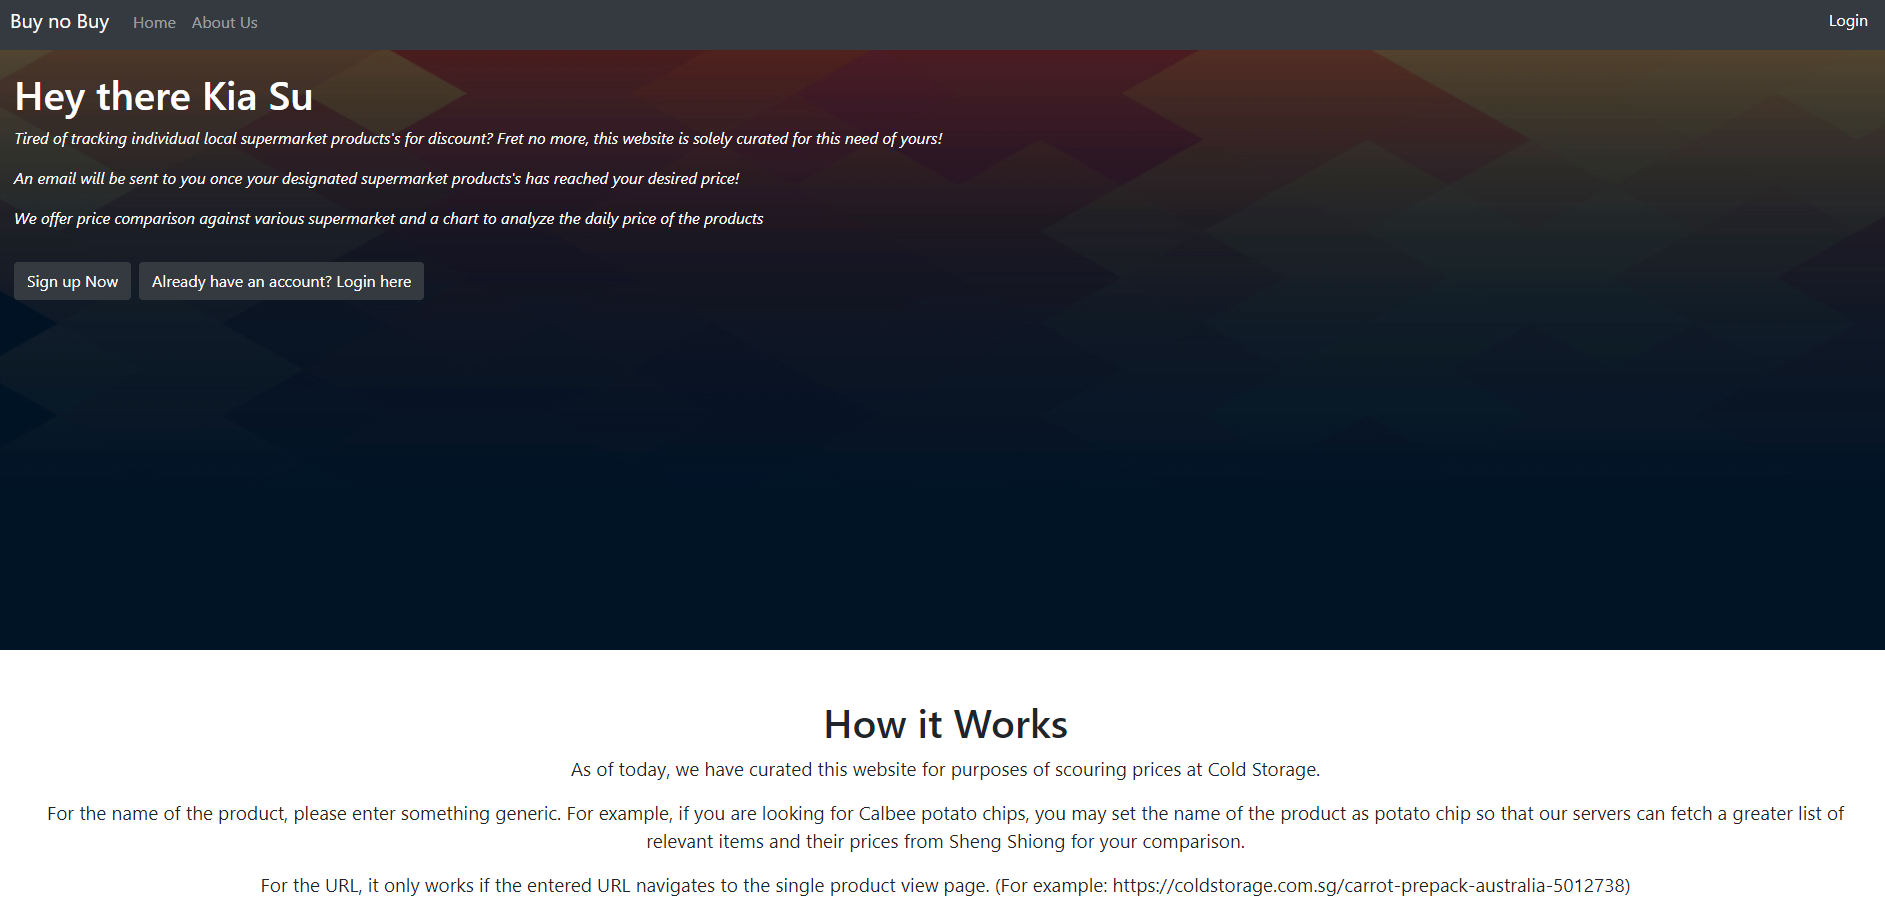 Buy no Buy Home About Us Login
Hey there Kia Su
Tired of tracking individual local supermarket products's for discount? Fret no more, this website is solely curated for this need of yours!
An email will be sent to you once your designated supermarket products's has reached your desired price!
We offer price comparison against various supermarket and a chart to analyze the daily price of the products
Sign up Now Already have an account? Login here
How it Works
As of today, we have curated this website for purposes of scouring prices at Cold Storage.
For the name of the product, please enter something generic. For example, if you are looking for Calbee potato chips, you may set the name of the product as potato chip so that our servers can fetch a greater list of
relevant items and their prices from Sheng Shiong for your comparison.
For the URL, it only works if the entered URL navigates to the single product view page. (For example: https://coldstorage.com.sg/carrot-prepack-australia-5012738)